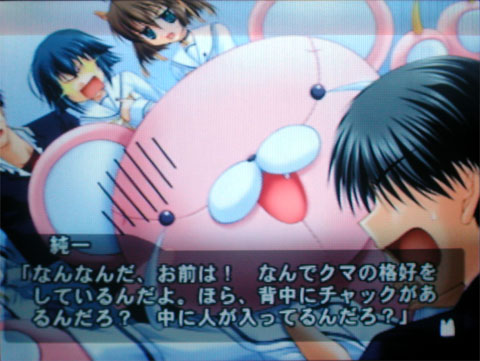 純一
「なんなんだ、お前は！　なんでクマの格好を
しているんだよ。ほら、背中にチャックがあ
るんだろ？　中に人が入ってるんだろ？」